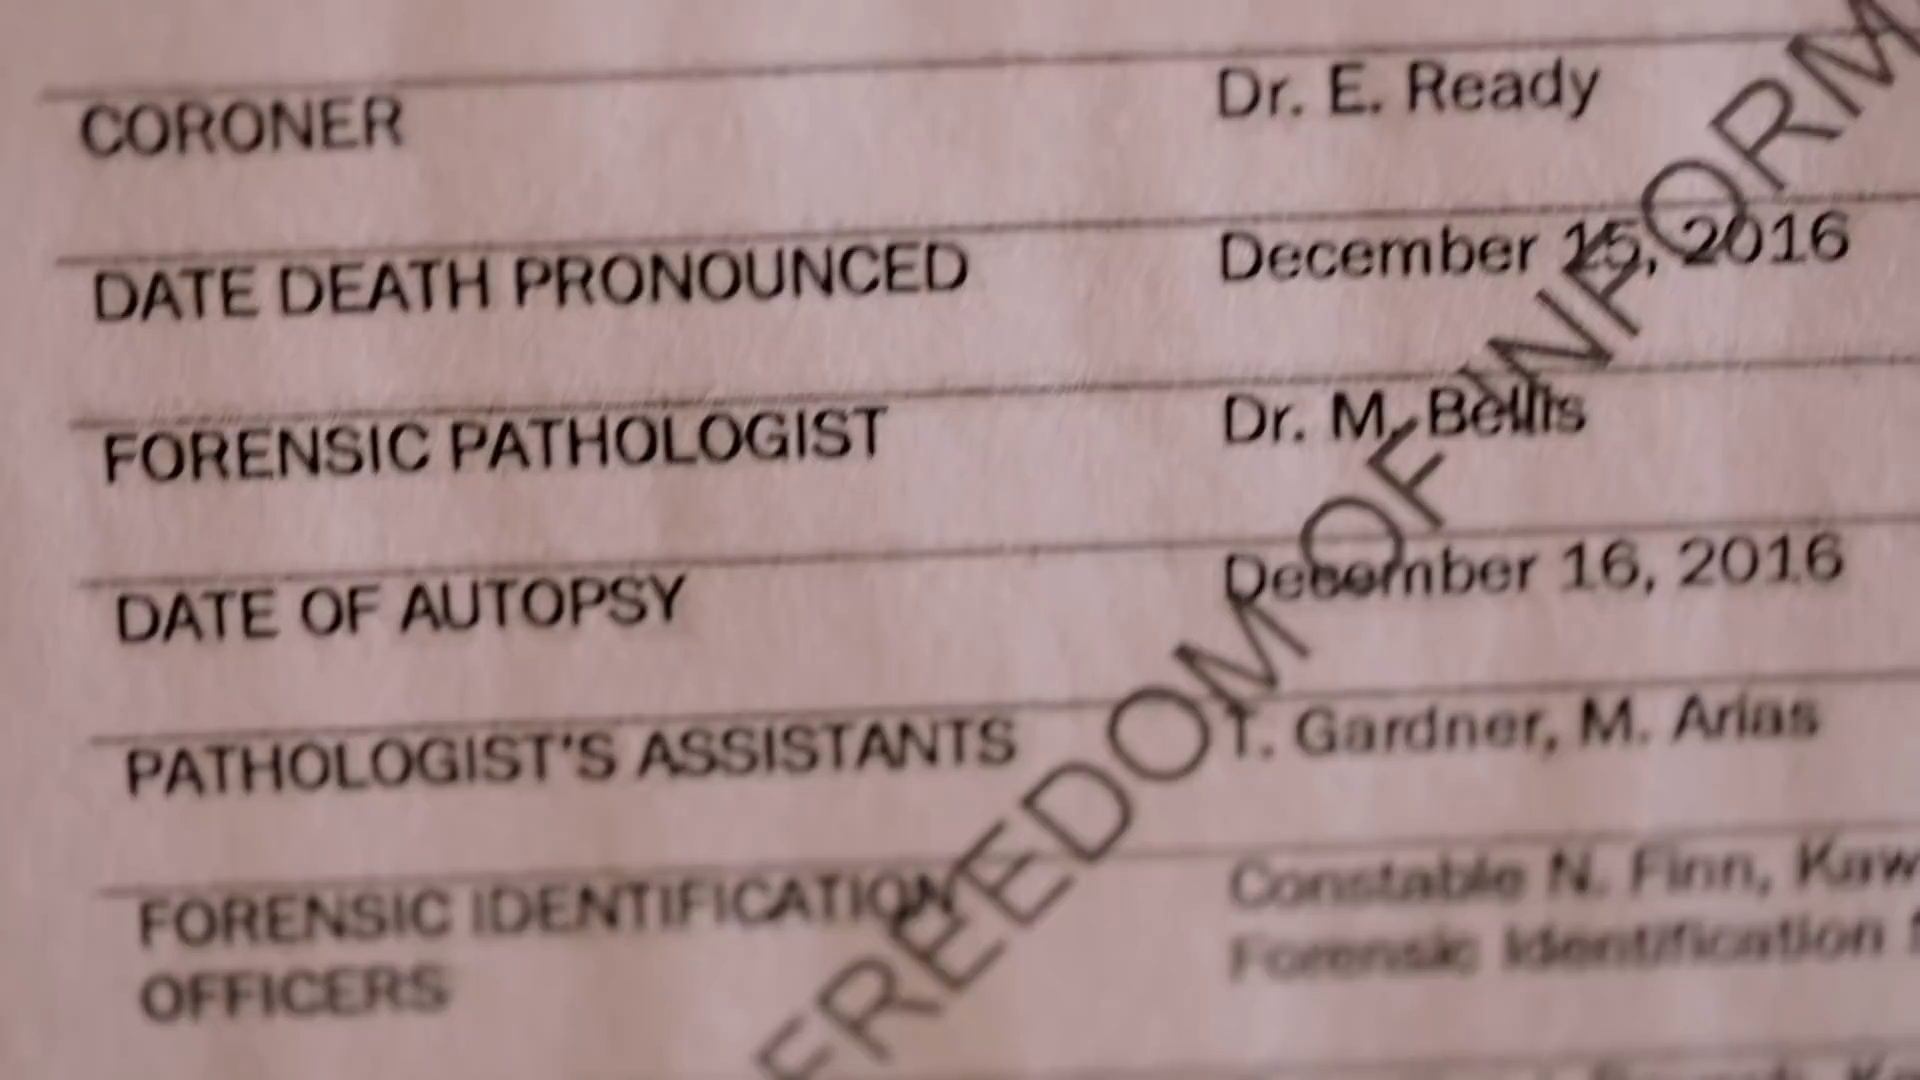 CORONER Dr. E. Ready
DATE DEATH PRONOUNCED December 15, 2016
FORENSIC PATHOLOGIST Dr. M. Bellis
DATE OF AUTOPSY December 16, 2016
PATHOLOGIST'S ASSISTANTS T. Gardner, M. Arias
FORENSIC IDENTIFICATION Constable N. Finn, Kaw
OFFICERS Forensic Identification
FREEDOM OF INFORM